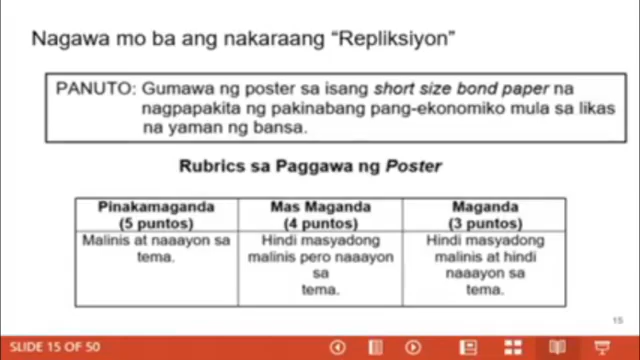 Nagawa mo ba ang nakaraang “Repliksiyon”
PANUTO: Gumawa ng poster sa isang short size bond paper na
nagpapakita ng pakinabang pang-ekonomiko mula sa likas
na yaman ng bansa.
Rubrics sa Paggawa ng Poster
Pinakamaganda
(5 puntos)
Malinis at naaayon sa
tema.
Mas Maganda
(4 puntos)
Hindi masyadong
malinis pero naaayon
sa
tema.
Maganda
(3 puntos)
Hindi masyadong
malinis at hindi
naaayon sa
tema.
15
SLIDE 15 OF 50